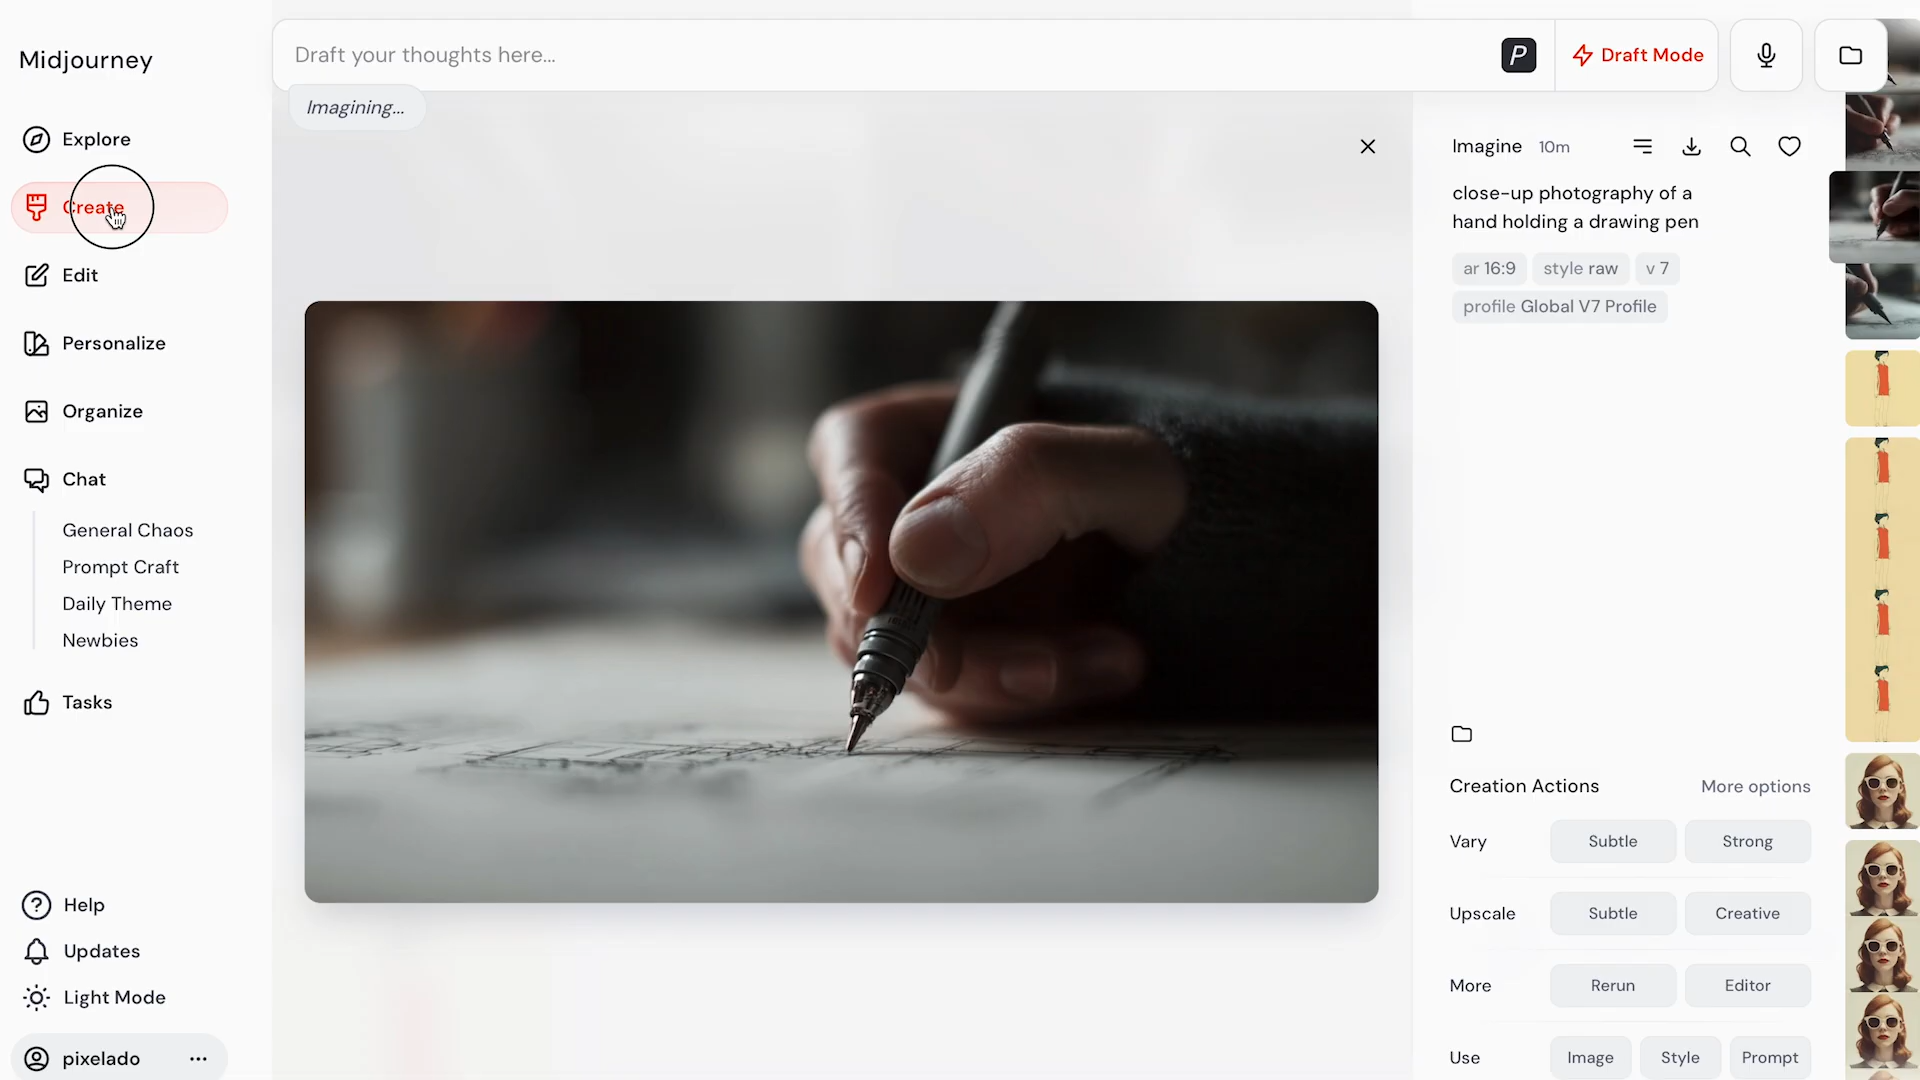 Midjourney
Explore
Create
Edit
Personalize
Organize
Chat
General Chaos
Prompt Craft
Daily Theme
Newbies
Tasks
Help
Updates
Light Mode
pixelado
Draft your thoughts here...
P
Draft Mode
Imagining...
Imagine 10m
close-up photography of a
hand holding a drawing pen
ar 16:9 style raw v 7
profile Global V7 Profile
Creation Actions More options
Vary Subtle Strong
Upscale Subtle Creative
More Rerun Editor
Use Image Style Prompt